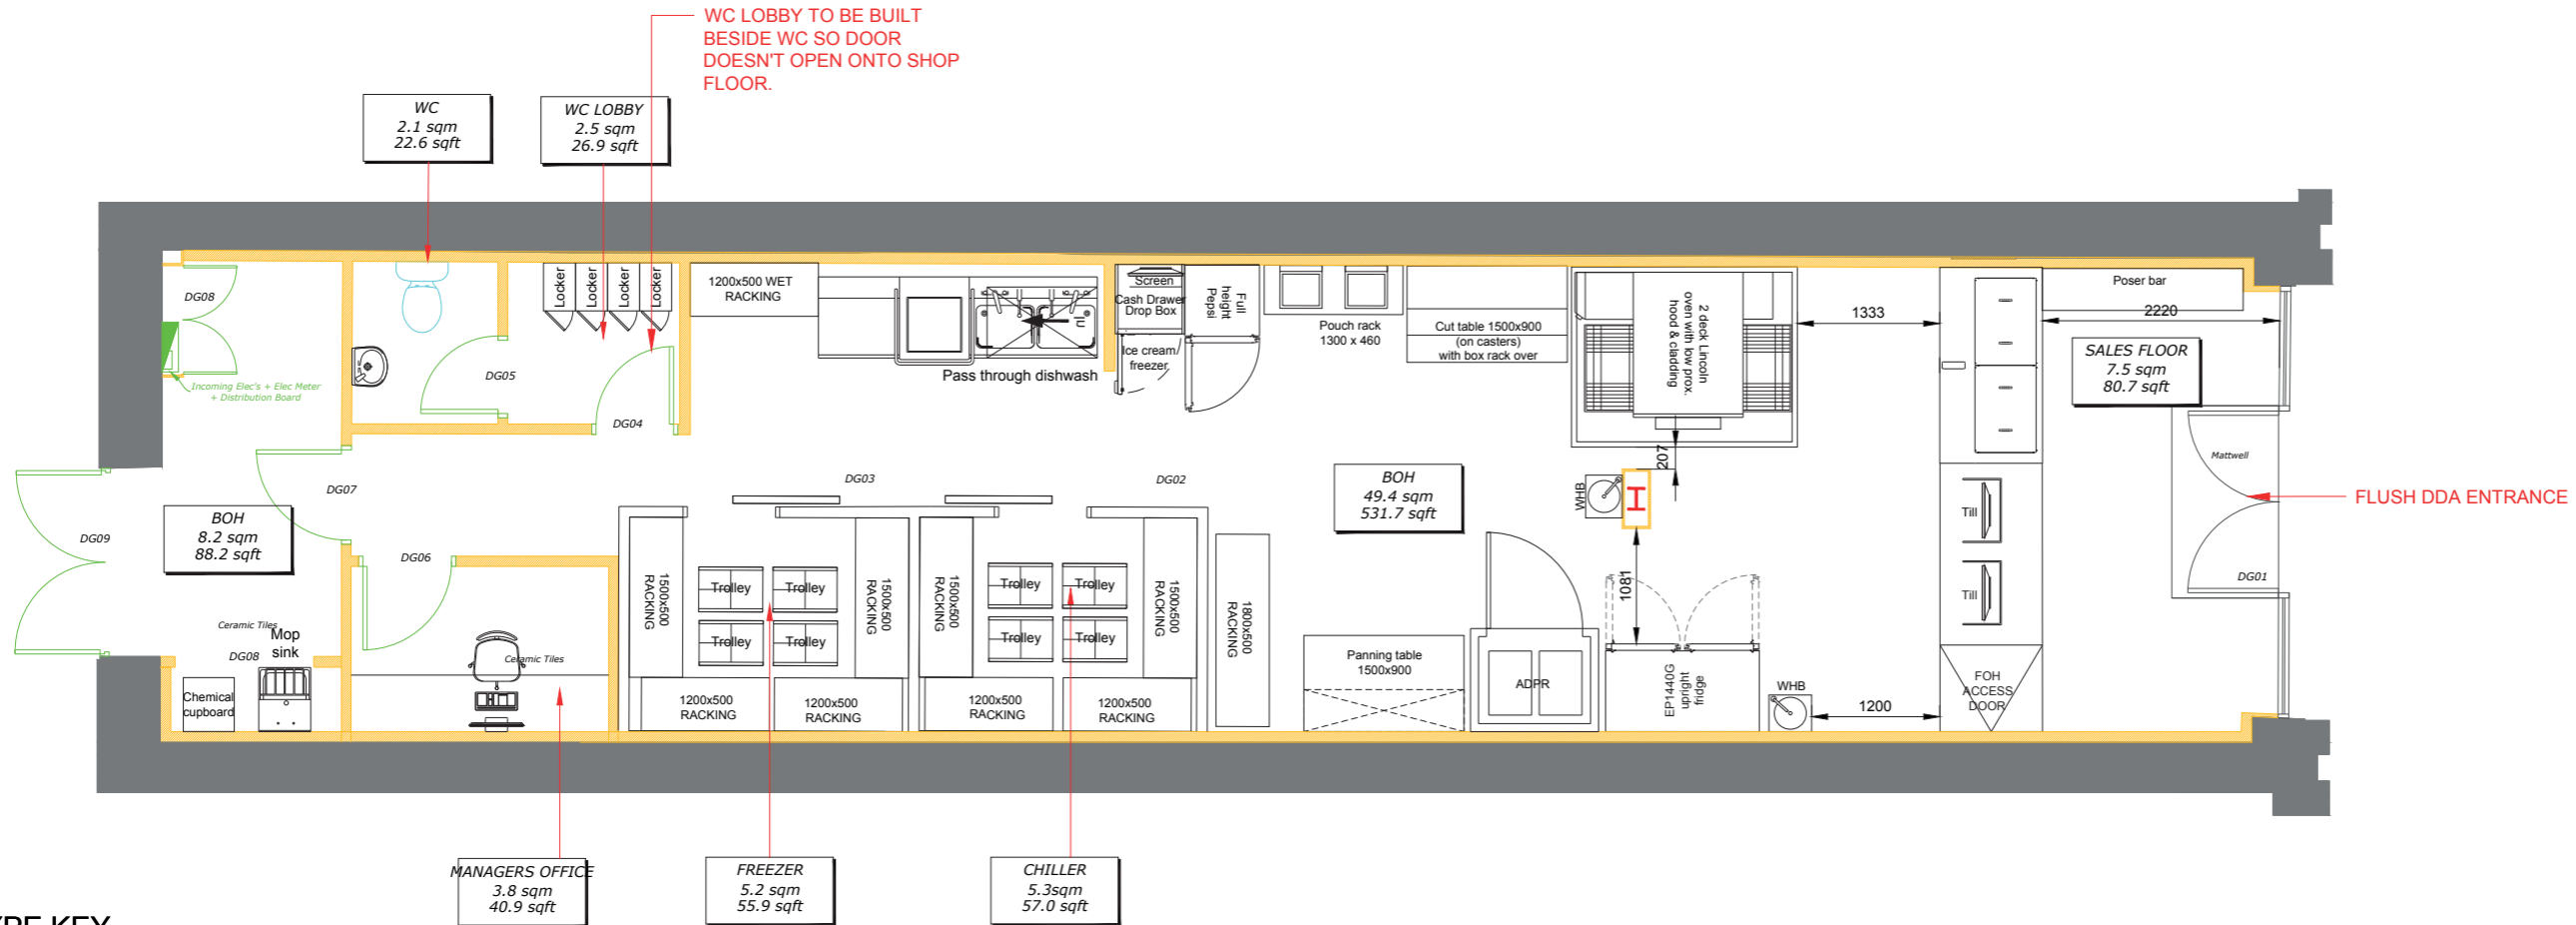 WC LOBBY TO BE BUILT
BESIDE WC SO DOOR
DOESN'T OPEN ONTO SHOP
FLOOR.
WC
2.1 sqm
22.6 sqft
WC LOBBY
2.5 sqm
26.9 sqft
DG08
Incoming Elec's + Elec Meter
+ Distribution Board
Locker
Locker
Locker
Locker
DG05
DG04
1200x500 WET
RACKING
Pass through dishwash
Screen
Cash Drawer
Drop Box
Full
height
Pepsi
Ice cream/
freezer
Pouch rack
1300 x 460
Cut table 1500x900
(on casters)
with box rack over
2 deck Lincoln
oven with low prox.
hood & cladding
1333
Poser bar
2220
SALES FLOOR
7.5 sqm
80.7 sqft
Mattwell
FLUSH DDA ENTRANCE
DG01
207
WHB
BOH
49.4 sqm
531.7 sqft
DG03
DG02
DG07
DG09
BOH
8.2 sqm
88.2 sqft
DG06
Till
Till
1081
1500x500
RACKING
Trolley
Trolley
Trolley
Trolley
1500x500
RACKING
1500x500
RACKING
Trolley
Trolley
Trolley
Trolley
1500x500
RACKING
1800x500
RACKING
Ceramic Tiles
Mop
sink
DG08
Chemical
cupboard
Ceramic Tiles
1200x500
RACKING
1200x500
RACKING
1200x500
RACKING
1200x500
RACKING
Panning table
1500x900
ADPR
EP1440G
upright
fridge
WHB
1200
FOH
ACCESS
DOOR
MANAGERS OFFICE
3.8 sqm
40.9 sqft
FREEZER
5.2 sqm
55.9 sqft
CHILLER
5.3sqm
57.0 sqft